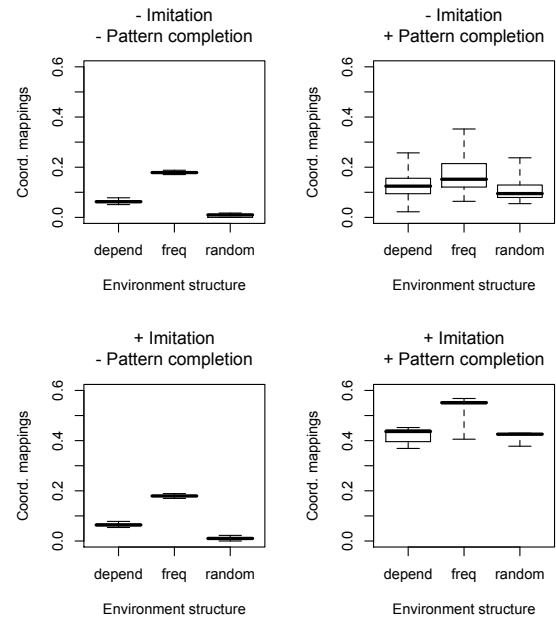 - Imitation
- Pattern completion
Coord. mappings
0.0 0.2 0.4 0.6
depend freq random
Environment structure
- Imitation
+ Pattern completion
Coord. mappings
0.0 0.2 0.4 0.6
depend freq random
Environment structure
+ Imitation
- Pattern completion
Coord. mappings
0.0 0.2 0.4 0.6
depend freq random
Environment structure
+ Imitation
+ Pattern completion
Coord. mappings
0.0 0.2 0.4 0.6
depend freq random
Environment structure